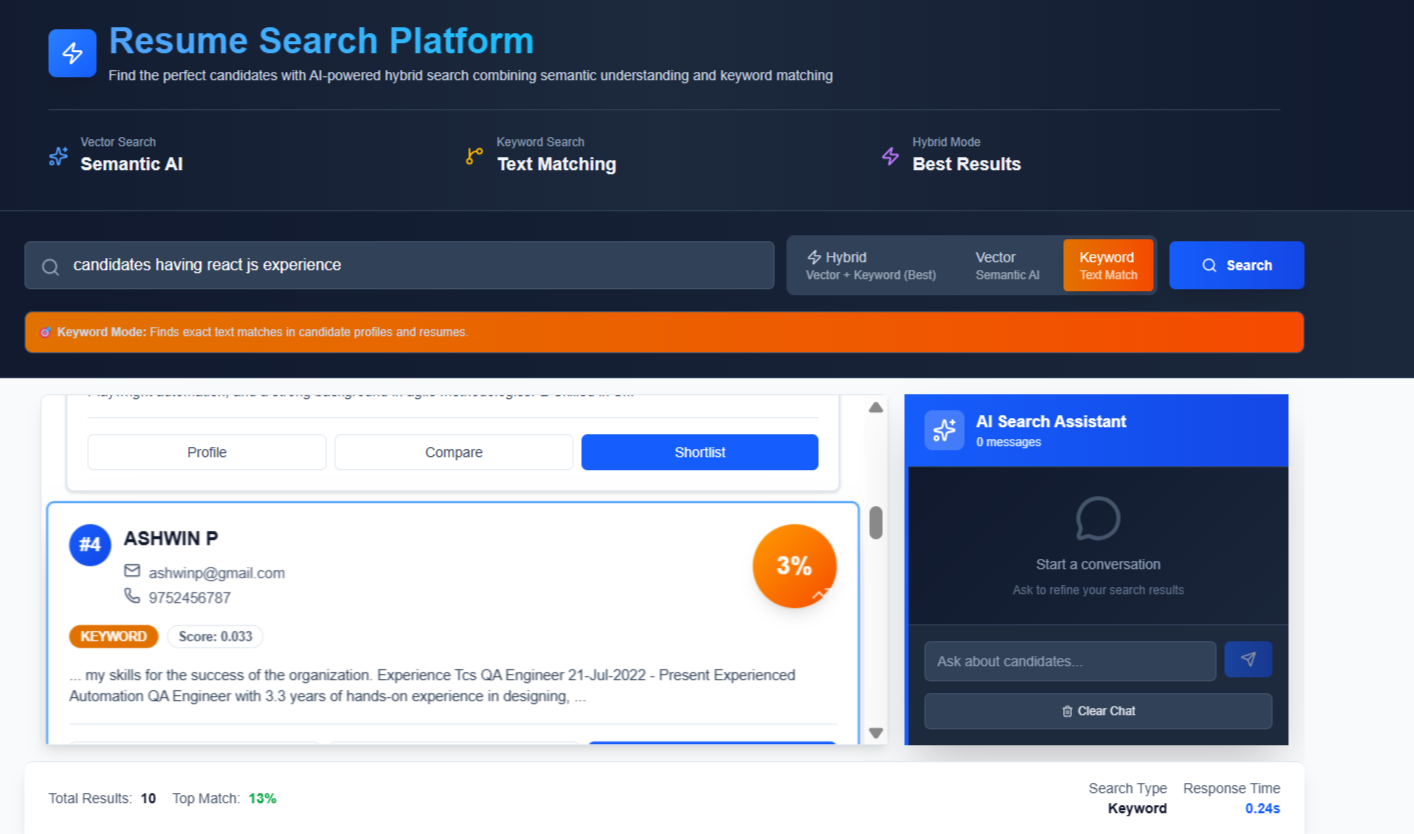 Resume Search Platform
Find the perfect candidates with AI-powered hybrid search combining semantic understanding and keyword matching
Vector Search
Semantic AI
Keyword Search
Text Matching
Hybrid Mode
Best Results
candidates having react js experience
Hybrid
Vector + Keyword (Best)
Vector
Semantic AI
Keyword
Text Match
Search
Keyword Mode: Finds exact text matches in candidate profiles and resumes.
Profile
Compare
Shortlist
#4
ASHWIN P
ashwinp@gmail.com
9752456787
3%
KEYWORD
Score: 0.033
... my skills for the success of the organization. Experience Tcs QA Engineer 21-Jul-2022 - Present Experienced
Automation QA Engineer with 3.3 years of hands-on experience in designing, ...
AI Search Assistant
0 messages
Start a conversation
Ask to refine your search results
Ask about candidates...
Clear Chat
Total Results: 10 Top Match: 13%
Search Type
Keyword
Response Time
0.24s